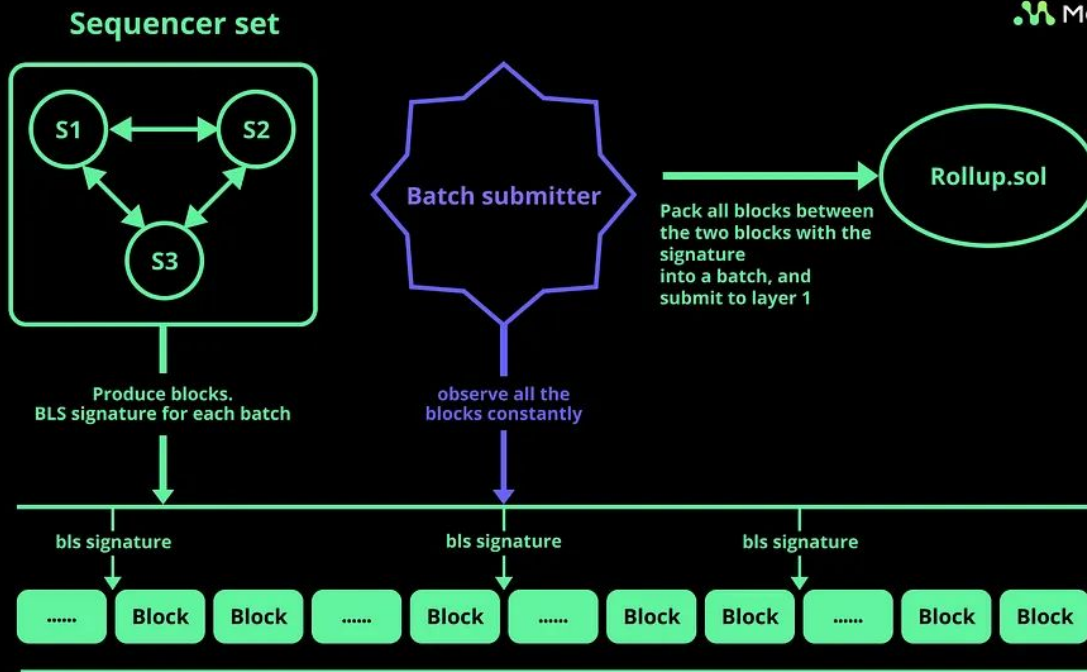 Sequencer set
S1
S2
S3
Batch submitter
Rollup.sol
Pack all blocks between
the two blocks with the
signature
into a batch, and
submit to layer 1
Produce blocks.
BLS signature for each batch
observe all the
blocks constantly
bls signature
bls signature
bls signature
......
Block
Block
......
Block
......
Block
Block
......
Block
Block